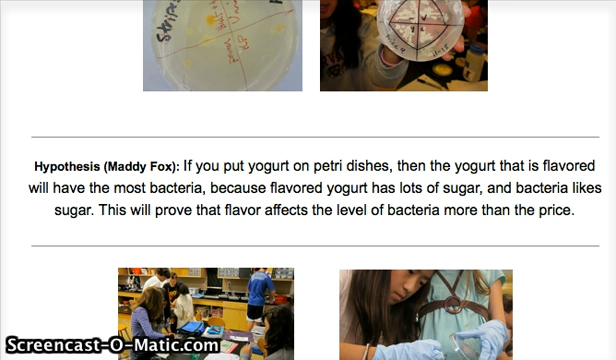 Stripes
Hypothesis (Maddy Fox): If you put yogurt on petri dishes, then the yogurt that is flavored
will have the most bacteria, because flavored yogurt has lots of sugar, and bacteria likes
sugar. This will prove that flavor affects the level of bacteria more than the price.
Screencast-O-Matic.com